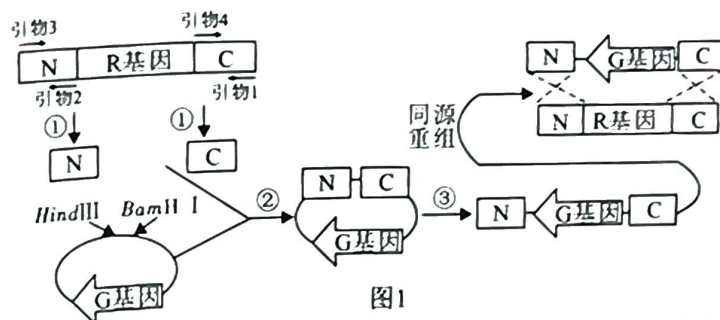 引物3 引物4
N R基因 C
引物2 引物1
① ①
N C
HindIII BamH I
G基因
②
N C
G基因
③
N G基因 C
同源
重组
N G基因 C
N R基因 C
图1